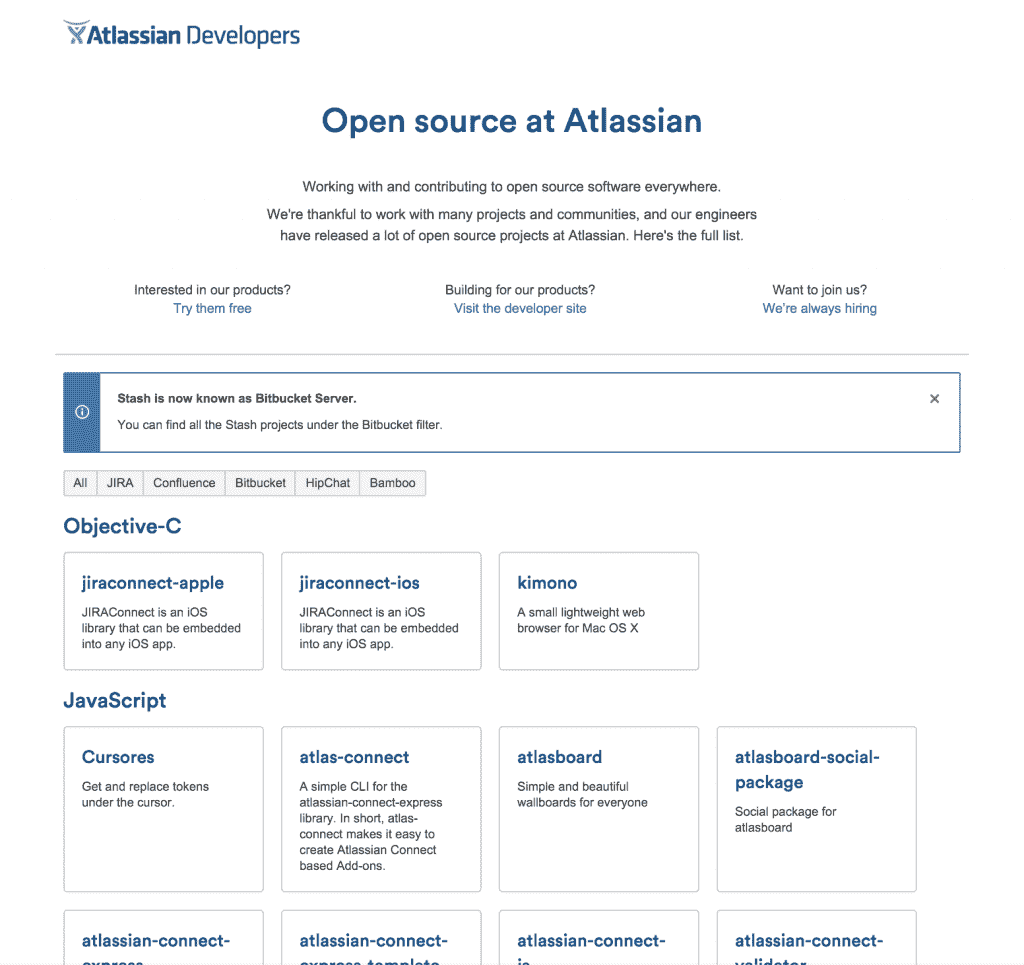 Atlassian Developers
Open source at Atlassian
Working with and contributing to open source software everywhere.
We're thankful to work with many projects and communities, and our engineers
have released a lot of open source projects at Atlassian. Here's the full list.
Interested in our products?
Try them free
Building for our products?
Visit the developer site
Want to join us?
We're always hiring
Stash is now known as Bitbucket Server.
You can find all the Stash projects under the Bitbucket filter.
All JIRA Confluence Bitbucket HipChat Bamboo
Objective-C
jiraconnect-apple
JIRAConnect is an iOS
library that can be embedded
into any iOS app.
jiraconnect-ios
JIRAConnect is an iOS
library that can be embedded
into any iOS app.
kimono
A small lightweight web
browser for Mac OS X
JavaScript
Cursores
Get and replace tokens
under the cursor.
atlas-connect
A simple CLI for the
atlassian-connect-express
library. In short, atlas-
connect makes it easy to
create Atlassian Connect
based Add-ons.
atlasboard
Simple and beautiful
wallboards for everyone
atlasboard-social-
package
Social package for
atlasboard
atlassian-connect-
express
atlassian-connect-
express-template
atlassian-connect-
js
atlassian-connect-
validator